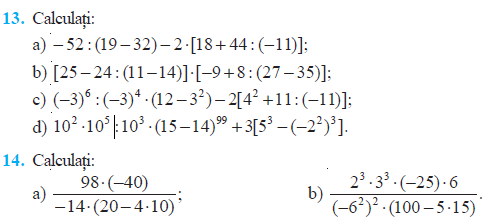 13. Calculați:
a) −52 : (19 − 32) − 2 · [18 + 44 : (−11)];
b) [25 − 24 : (11 − 14)] · [−9 + 8 : (27 − 35)];
c) (−3)⁶ : (−3)⁴ · (12 − 3²) − 2[4² + 11 : (−11)];
d) 10² · 10⁵ : 10³ · (15 − 14)⁹⁹ + 3[5³ − (−2²)³].
14. Calculați:
a) 98 · (−40) / −14 · (20 − 4 · 10) ; b) 2³ · 3³ · (−25) · 6 / (−6²)² · (100 − 5 · 15) .